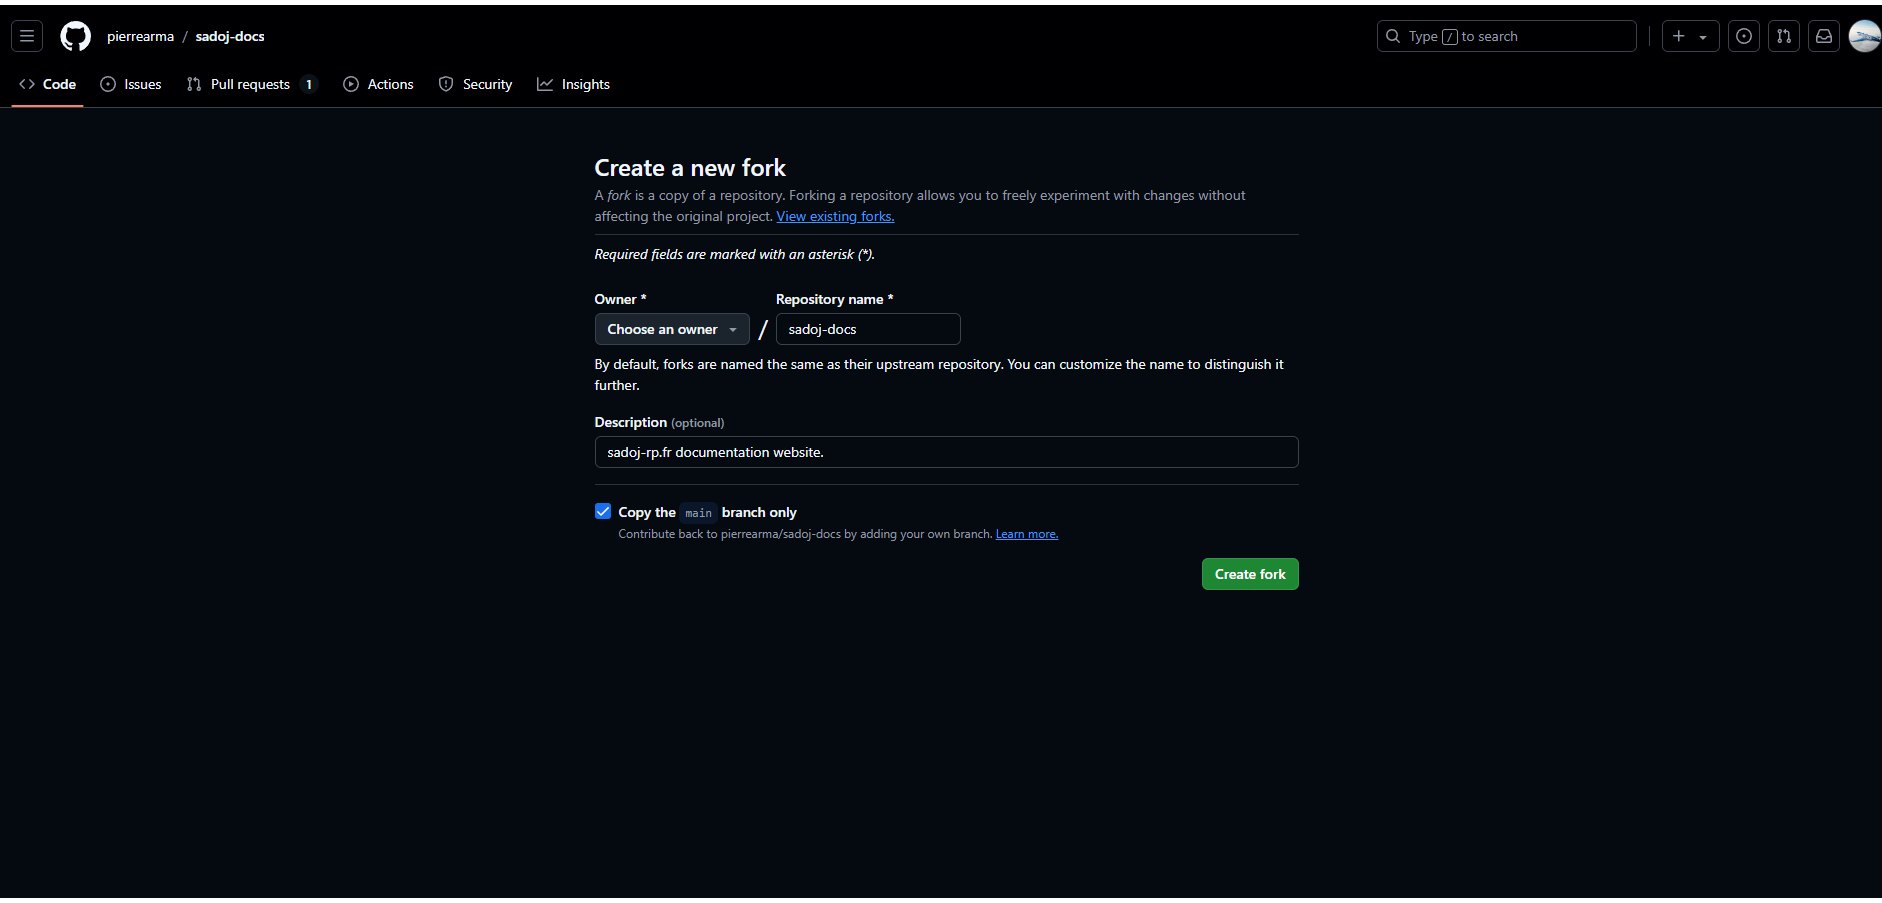 pierrearma / sadoj-docs
Type / to search
Code Issues Pull requests 1 Actions Security Insights
Create a new fork
A fork is a copy of a repository. Forking a repository allows you to freely experiment with changes without
affecting the original project. View existing forks.
Required fields are marked with an asterisk (*).
Owner * Repository name *
Choose an owner / sadoj-docs
By default, forks are named the same as their upstream repository. You can customize the name to distinguish it
further.
Description (optional)
sadoj-rp.fr documentation website.
Copy the main branch only
Contribute back to pierrearma/sadoj-docs by adding your own branch. Learn more.
Create fork